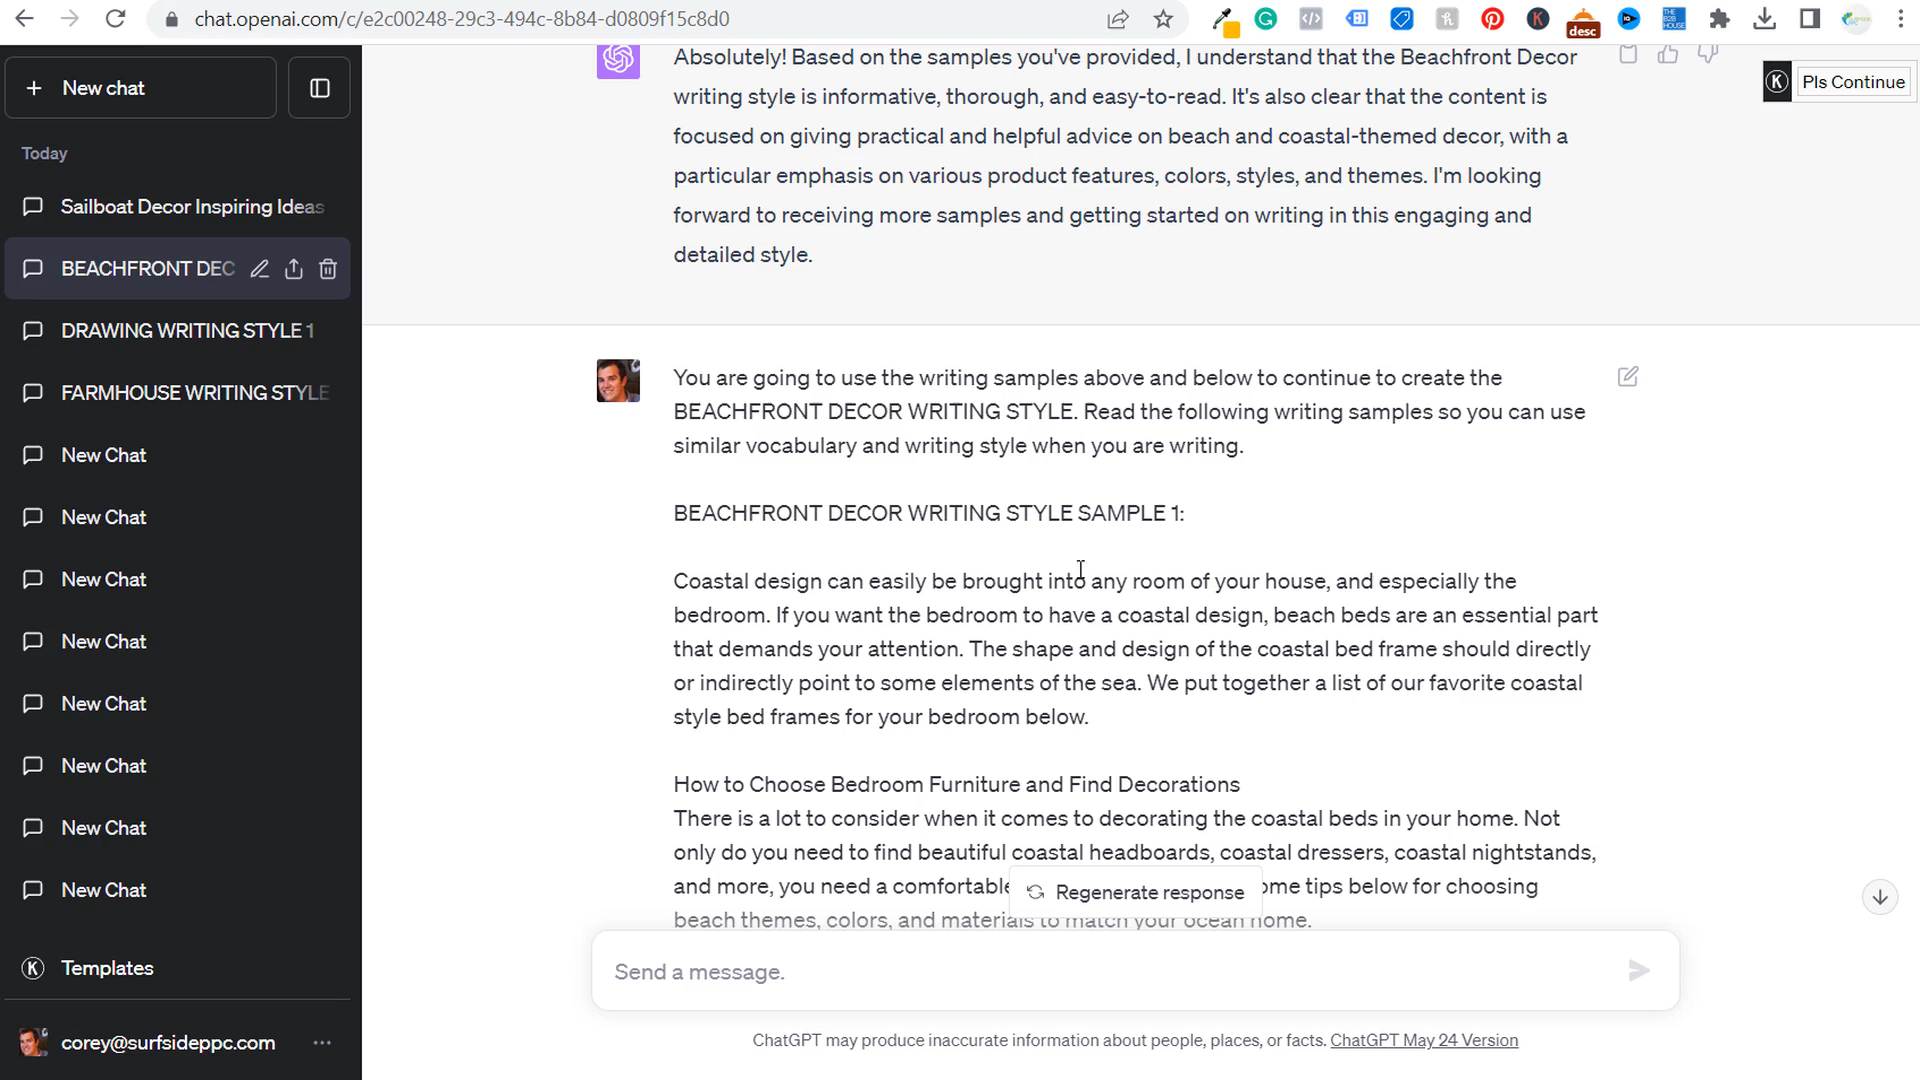 chat.openai.com/c/e2c00248-29c3-494c-8b84-d0809f15c8d0
desc
THE B2B HOUSE
New chat
Today
Sailboat Decor Inspiring Ideas
BEACHFRONT DEC
DRAWING WRITING STYLE 1
FARMHOUSE WRITING STYLE
New Chat
New Chat
New Chat
New Chat
New Chat
New Chat
New Chat
New Chat
K Templates
corey@surfsideppc.com
Absolutely! Based on the samples you've provided, I understand that the Beachfront Decor
writing style is informative, thorough, and easy-to-read. It's also clear that the content is
focused on giving practical and helpful advice on beach and coastal-themed decor, with a
particular emphasis on various product features, colors, styles, and themes. I'm looking
forward to receiving more samples and getting started on writing in this engaging and
detailed style.
K Pls Continue
You are going to use the writing samples above and below to continue to create the
BEACHFRONT DECOR WRITING STYLE. Read the following writing samples so you can use
similar vocabulary and writing style when you are writing.
BEACHFRONT DECOR WRITING STYLE SAMPLE 1:
Coastal design can easily be brought into any room of your house, and especially the
bedroom. If you want the bedroom to have a coastal design, beach beds are an essential part
that demands your attention. The shape and design of the coastal bed frame should directly
or indirectly point to some elements of the sea. We put together a list of our favorite coastal
style bed frames for your bedroom below.
How to Choose Bedroom Furniture and Find Decorations
There is a lot to consider when it comes to decorating the coastal beds in your home. Not
only do you need to find beautiful coastal headboards, coastal dressers, coastal nightstands,
and more, you need a comfortable ome tips below for choosing
Regenerate response
beach themes, colors, and materials to match your ocean home.
Send a message.
ChatGPT may produce inaccurate information about people, places, or facts. ChatGPT May 24 Version